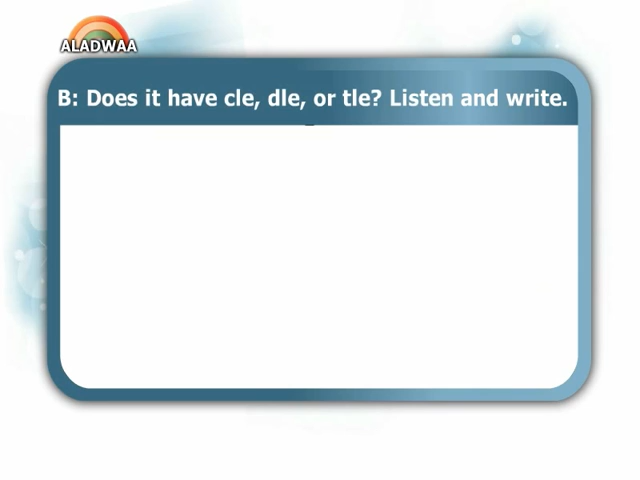 ALADWAA
B: Does it have cle, dle, or tle? Listen and write.